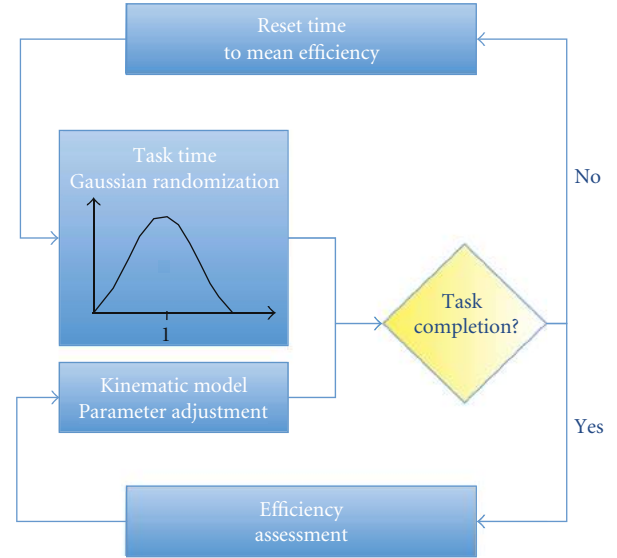 Reset time
to mean efficiency
Task time
Gaussian randomization
1
No
Task
completion?
Kinematic model
Parameter adjustment
Yes
Efficiency
assessment